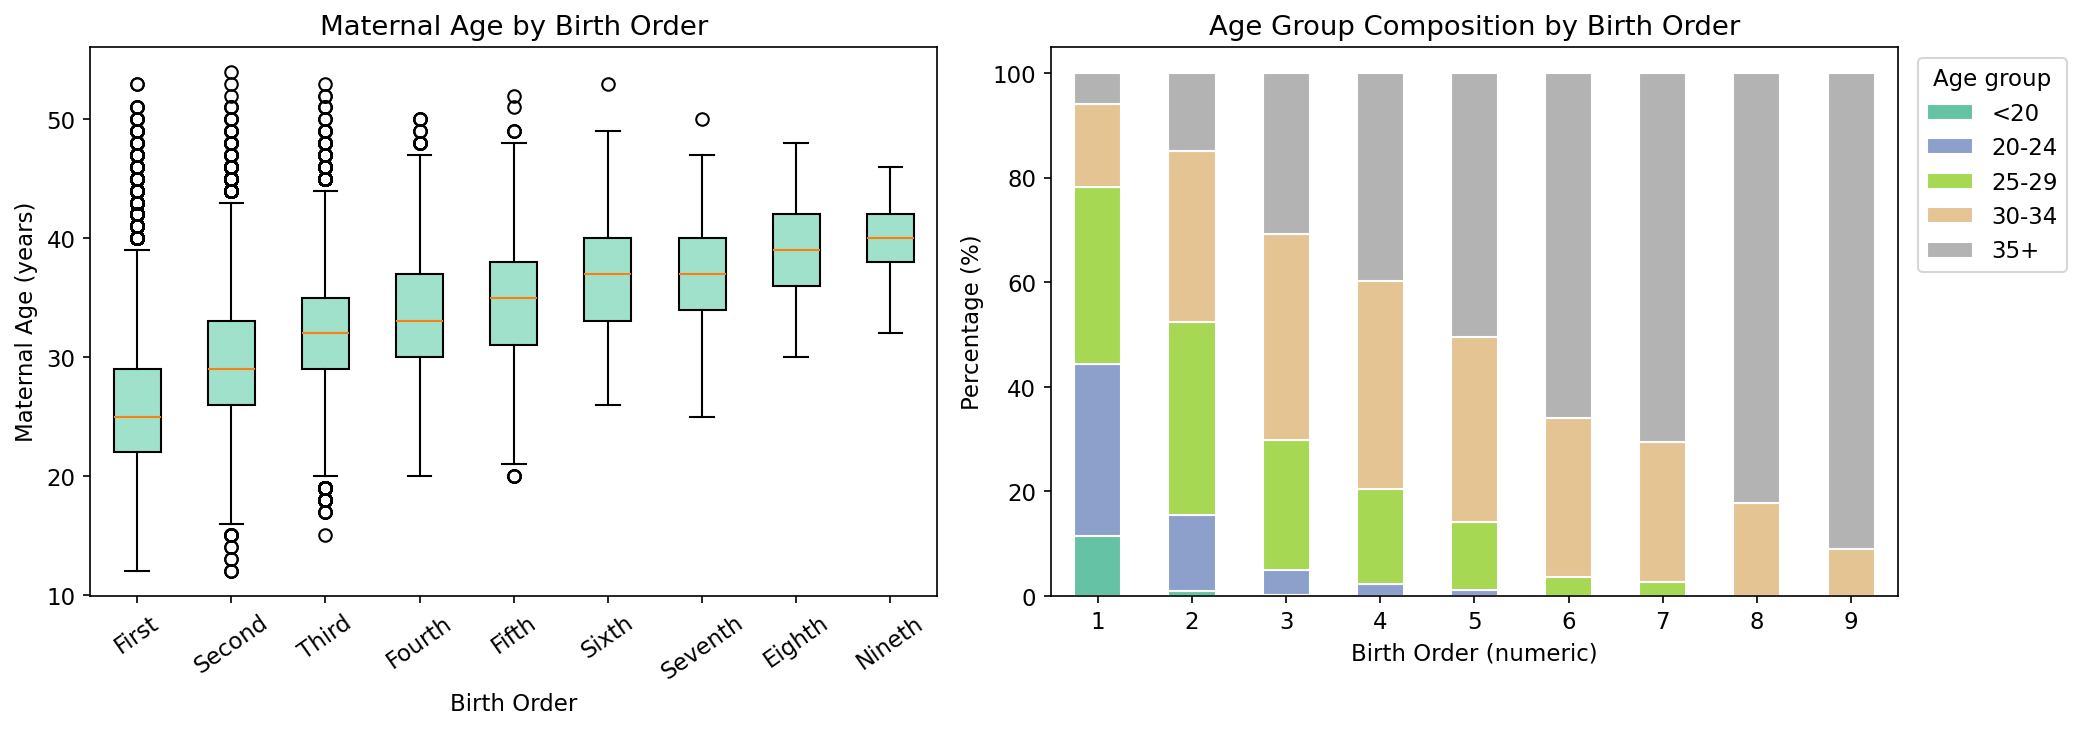 Maternal Age by Birth Order
Maternal Age (years)
50
40
30
20
10
First
Second
Third
Fourth
Fifth
Sixth
Seventh
Eighth
Nineth
Birth Order
Age Group Composition by Birth Order
Percentage (%)
100
80
60
40
20
0
1 2 3 4 5 6 7 8 9
Birth Order (numeric)
Age group
<20
20-24
25-29
30-34
35+